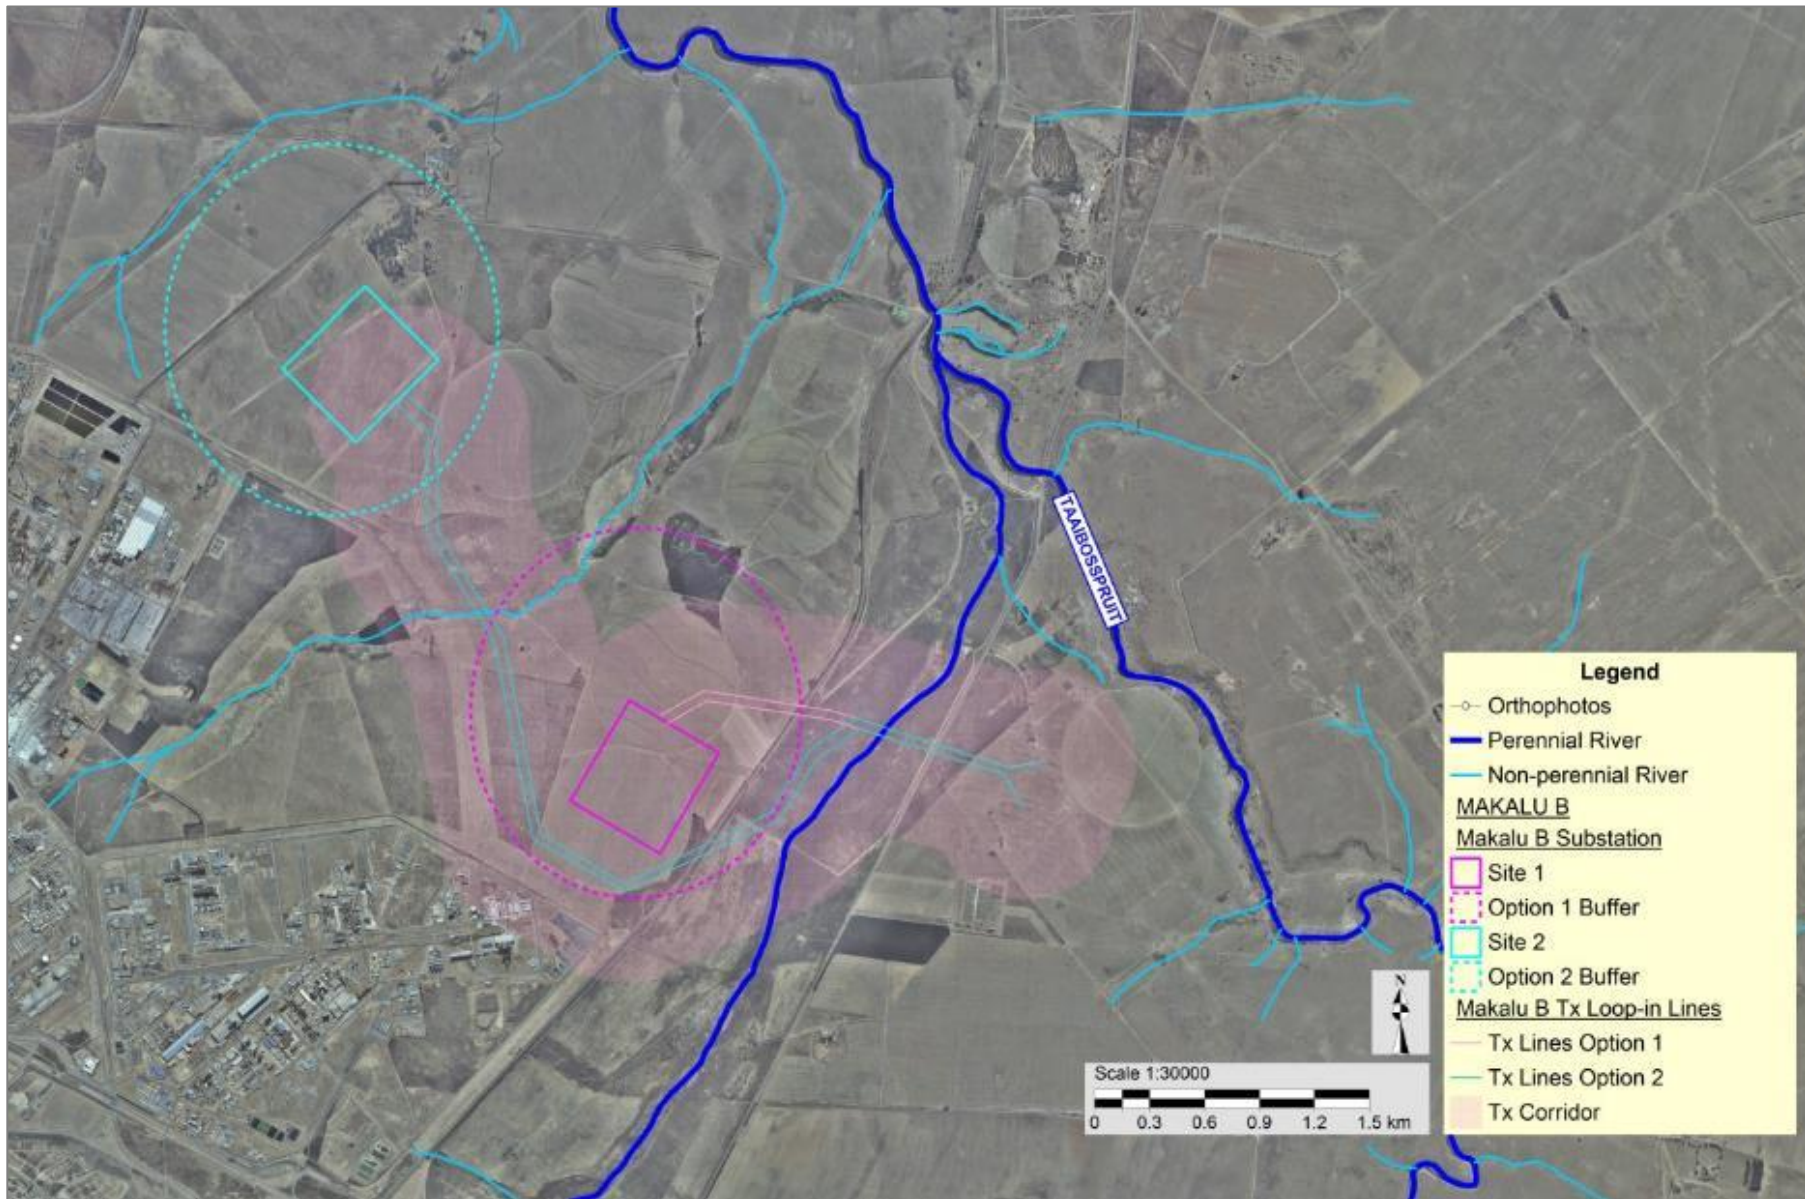 TAAIBOSSPRUIT
Legend
Orthophotos
Perennial River
Non-perennial River
MAKALU B
Makalu B Substation
Site 1
Option 1 Buffer
Site 2
Option 2 Buffer
Makalu B Tx Loop-in Lines
Tx Lines Option 1
Tx Lines Option 2
Tx Corridor
N
Scale 1:30000
0 0.3 0.6 0.9 1.2 1.5 km